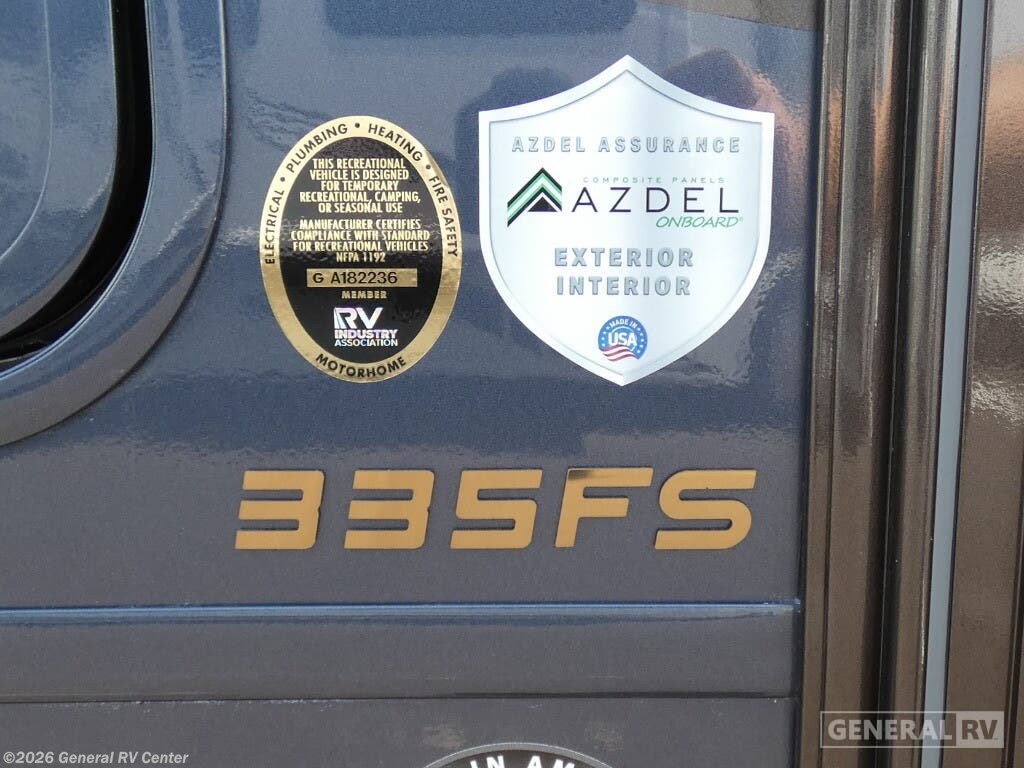 ELECTRICAL • PLUMBING • HEATING • FIRE SAFETY
THIS RECREATIONAL
VEHICLE IS DESIGNED
FOR TEMPORARY
RECREATIONAL, CAMPING,
OR SEASONAL USE
MANUFACTURER CERTIFIES
COMPLIANCE WITH STANDARD
FOR RECREATIONAL VEHICLES
NFPA 1192
G A182236
MEMBER
RV
INDUSTRY
ASSOCIATION
MOTORHOME
AZDEL ASSURANCE
COMPOSITE PANELS
AZDEL
ONBOARD®
EXTERIOR
INTERIOR
MADE IN
USA
335FS
IN AM
GENERAL RV
©2026 General RV Center